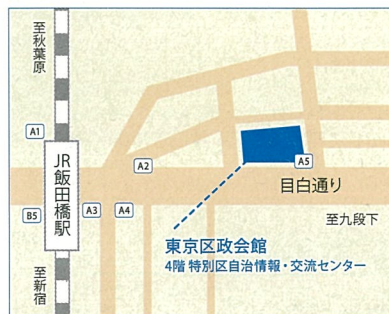 至秋葉原
A1
JR飯田橋駅
A2
A5
目白通り
B5
A3
A4
至九段下
東京区政会館
4階 特別区自治情報・交流センター
至新宿